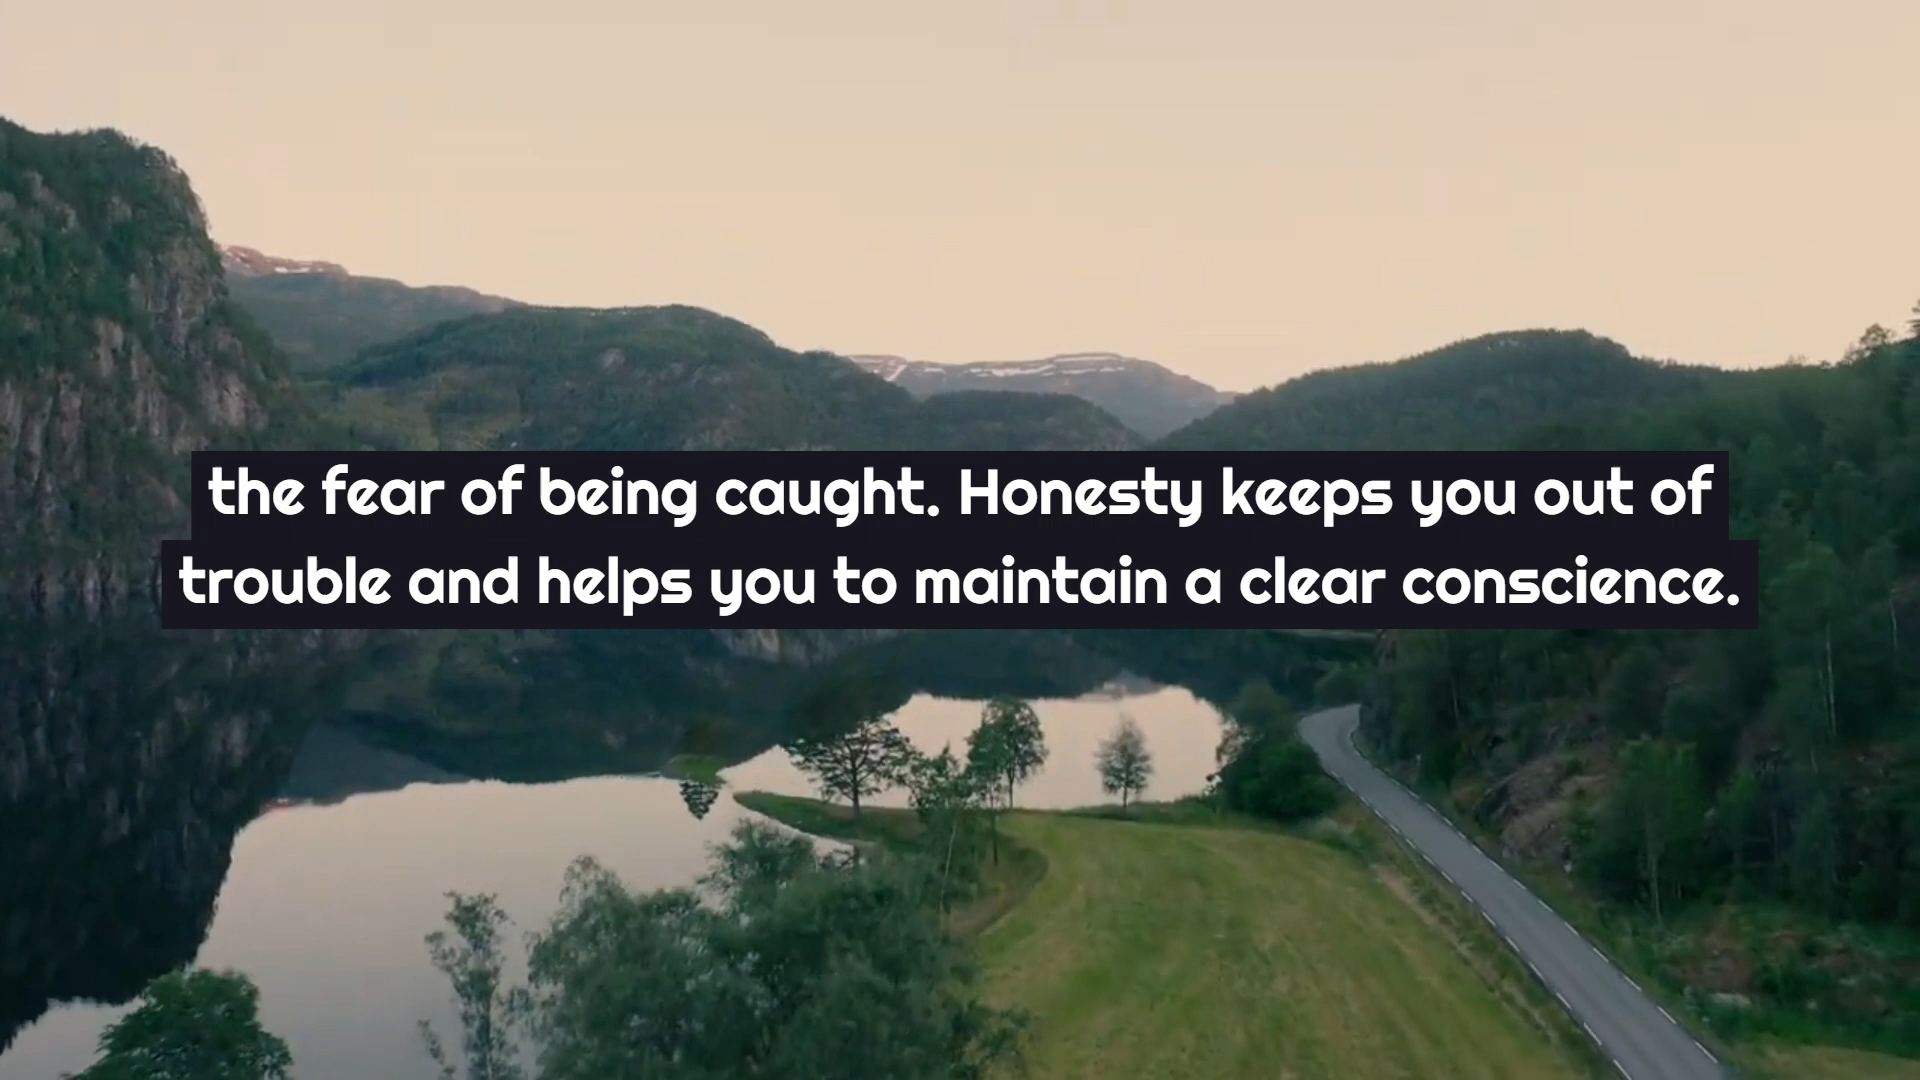 the fear of being caught. Honesty keeps you out of
trouble and helps you to maintain a clear conscience.